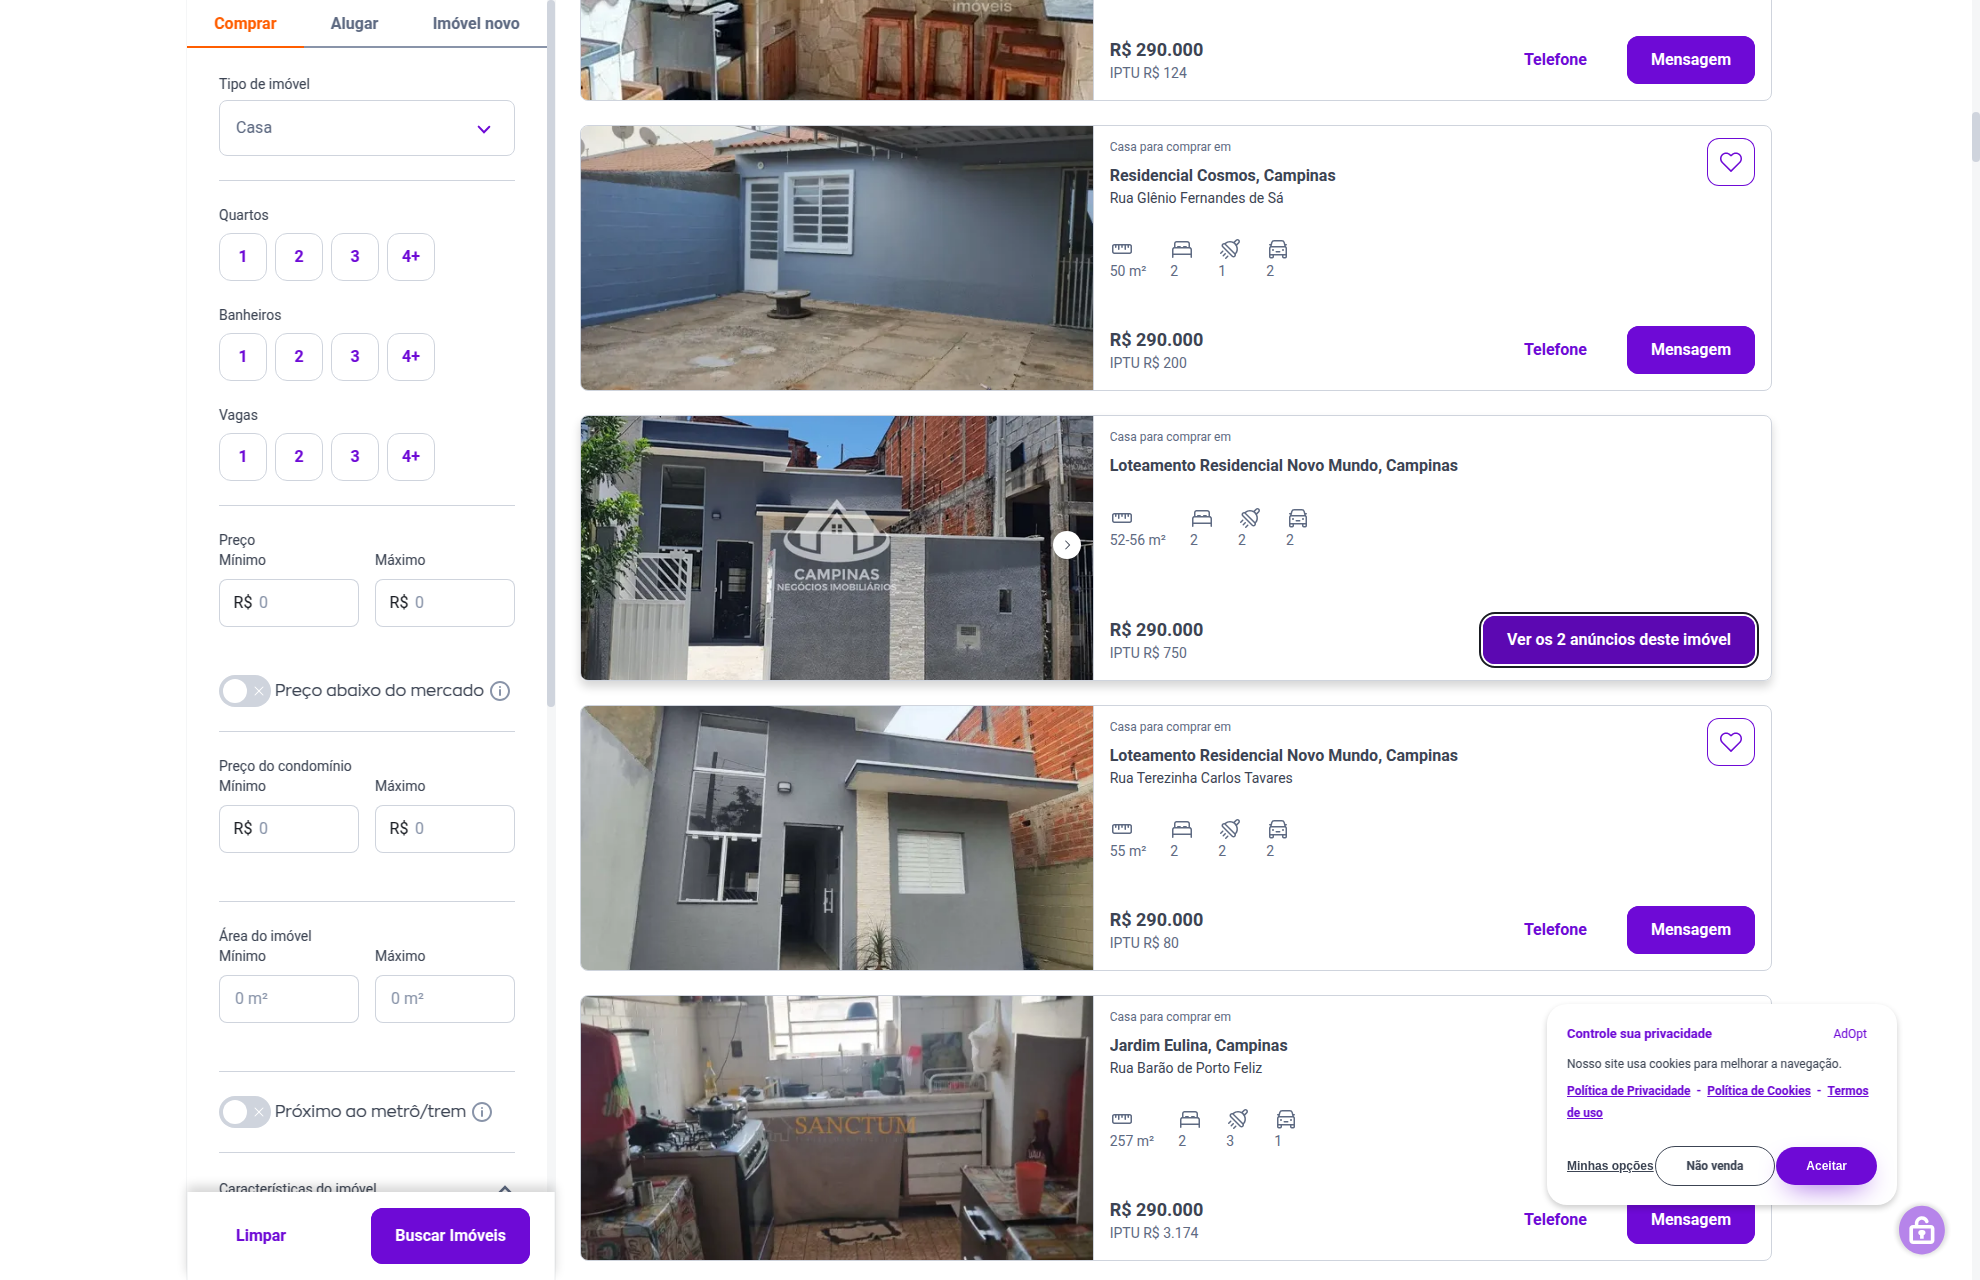 Comprar Alugar Imóvel novo
Tipo de imóvel
Casa
Quartos
1 2 3 4+
Banheiros
1 2 3 4+
Vagas
1 2 3 4+
Preço
Mínimo Máximo
R$ 0 R$ 0
Preço abaixo do mercado
Preço do condomínio
Mínimo Máximo
R$ 0 R$ 0
Área do imóvel
Mínimo Máximo
0 m² 0 m²
Próximo ao metrô/trem
Características do imóvel
Limpar Buscar Imóveis
imóveis
R$ 290.000
IPTU R$ 124
Telefone Mensagem
Casa para comprar em
Residencial Cosmos, Campinas
Rua Glênio Fernandes de Sá
50 m² 2 1 2
R$ 290.000
IPTU R$ 200
Telefone Mensagem
CAMPINAS
NEGÓCIOS IMOBILIÁRIOS
Casa para comprar em
Loteamento Residencial Novo Mundo, Campinas
52-56 m² 2 2 2
R$ 290.000
IPTU R$ 750
Ver os 2 anúncios deste imóvel
Casa para comprar em
Loteamento Residencial Novo Mundo, Campinas
Rua Terezinha Carlos Tavares
55 m² 2 2 2
R$ 290.000
IPTU R$ 80
Telefone Mensagem
SANCTUM
Casa para comprar em
Jardim Eulina, Campinas
Rua Barão de Porto Feliz
257 m² 2 3 1
R$ 290.000
IPTU R$ 3.174
Telefone Mensagem
Controle sua privacidade AdOpt
Nosso site usa cookies para melhorar a navegação.
Política de Privacidade - Política de Cookies - Termos
de uso
Minhas opções Não venda Aceitar